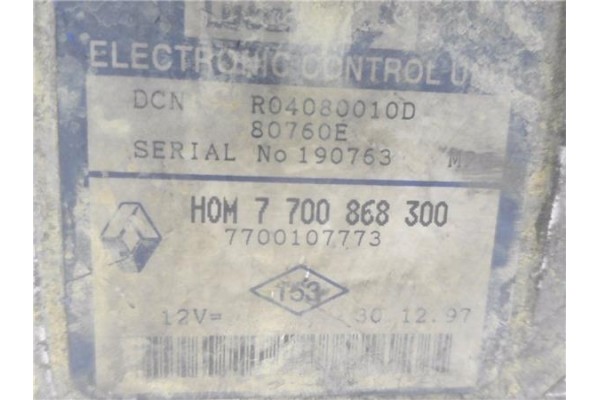 ELECTRONIC CONTROL
DCN R04080010D
80760E
SERIAL No 190763 M
HOM 7 700 868 300
7700107773
153
12V= 30 12.97